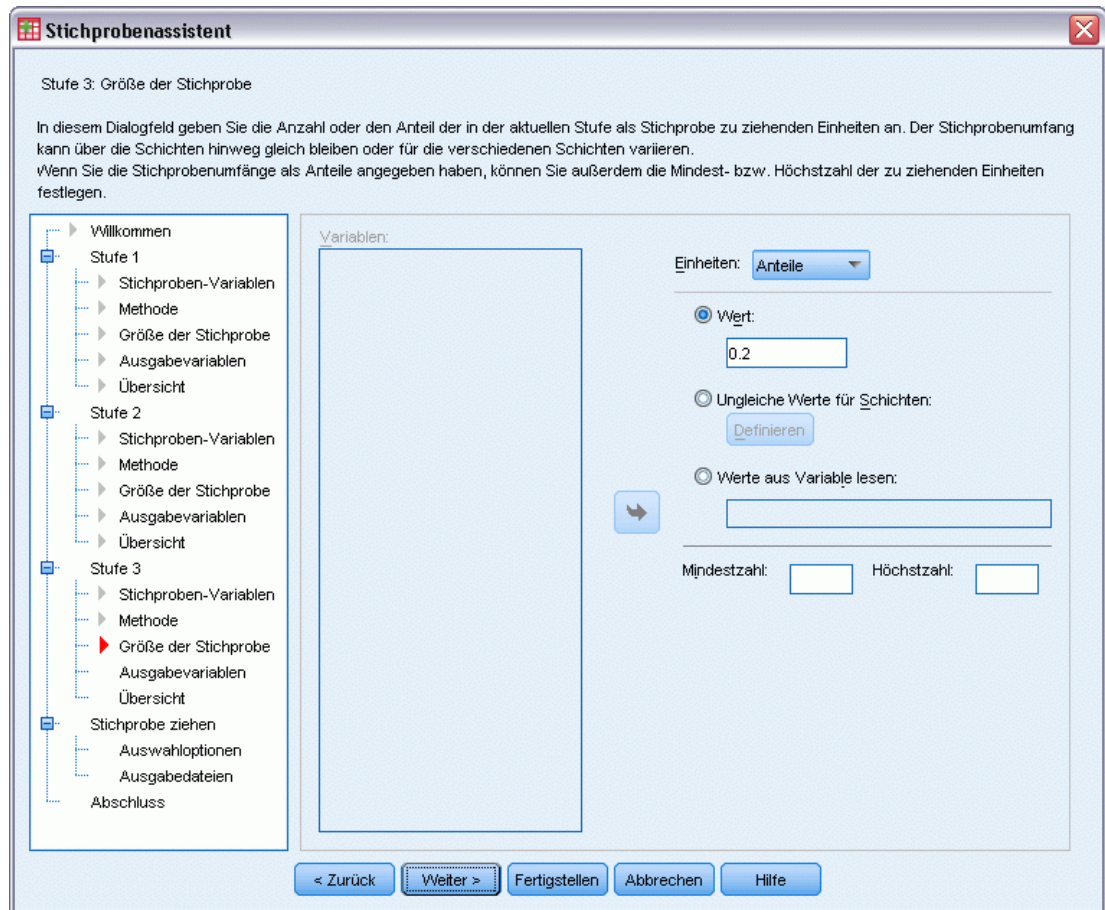 Stichprobenassistent
Stufe 3: Größe der Stichprobe
In diesem Dialogfeld geben Sie die Anzahl oder den Anteil der in der aktuellen Stufe als Stichprobe zu ziehenden Einheiten an. Der Stichprobenumfang
kann über die Schichten hinweg gleich bleiben oder für die verschiedenen Schichten variieren.
Wenn Sie die Stichprobenumfänge als Anteile angegeben haben, können Sie außerdem die Mindest- bzw. Höchstzahl der zu ziehenden Einheiten
festlegen.
Willkommen
Stufe 1
Stichproben-Variablen
Methode
Größe der Stichprobe
Ausgabevariablen
Übersicht
Stufe 2
Stichproben-Variablen
Methode
Größe der Stichprobe
Ausgabevariablen
Übersicht
Stufe 3
Stichproben-Variablen
Methode
Größe der Stichprobe
Ausgabevariablen
Übersicht
Stichprobe ziehen
Auswahloptionen
Ausgabedateien
Abschluss
Variablen:
Einheiten: Anteile
Wert:
0.2
Ungleiche Werte für Schichten:
Definieren
Werte aus Variable lesen:
Mindestzahl: Höchstzahl:
< Zurück Weiter > Fertigstellen Abbrechen Hilfe